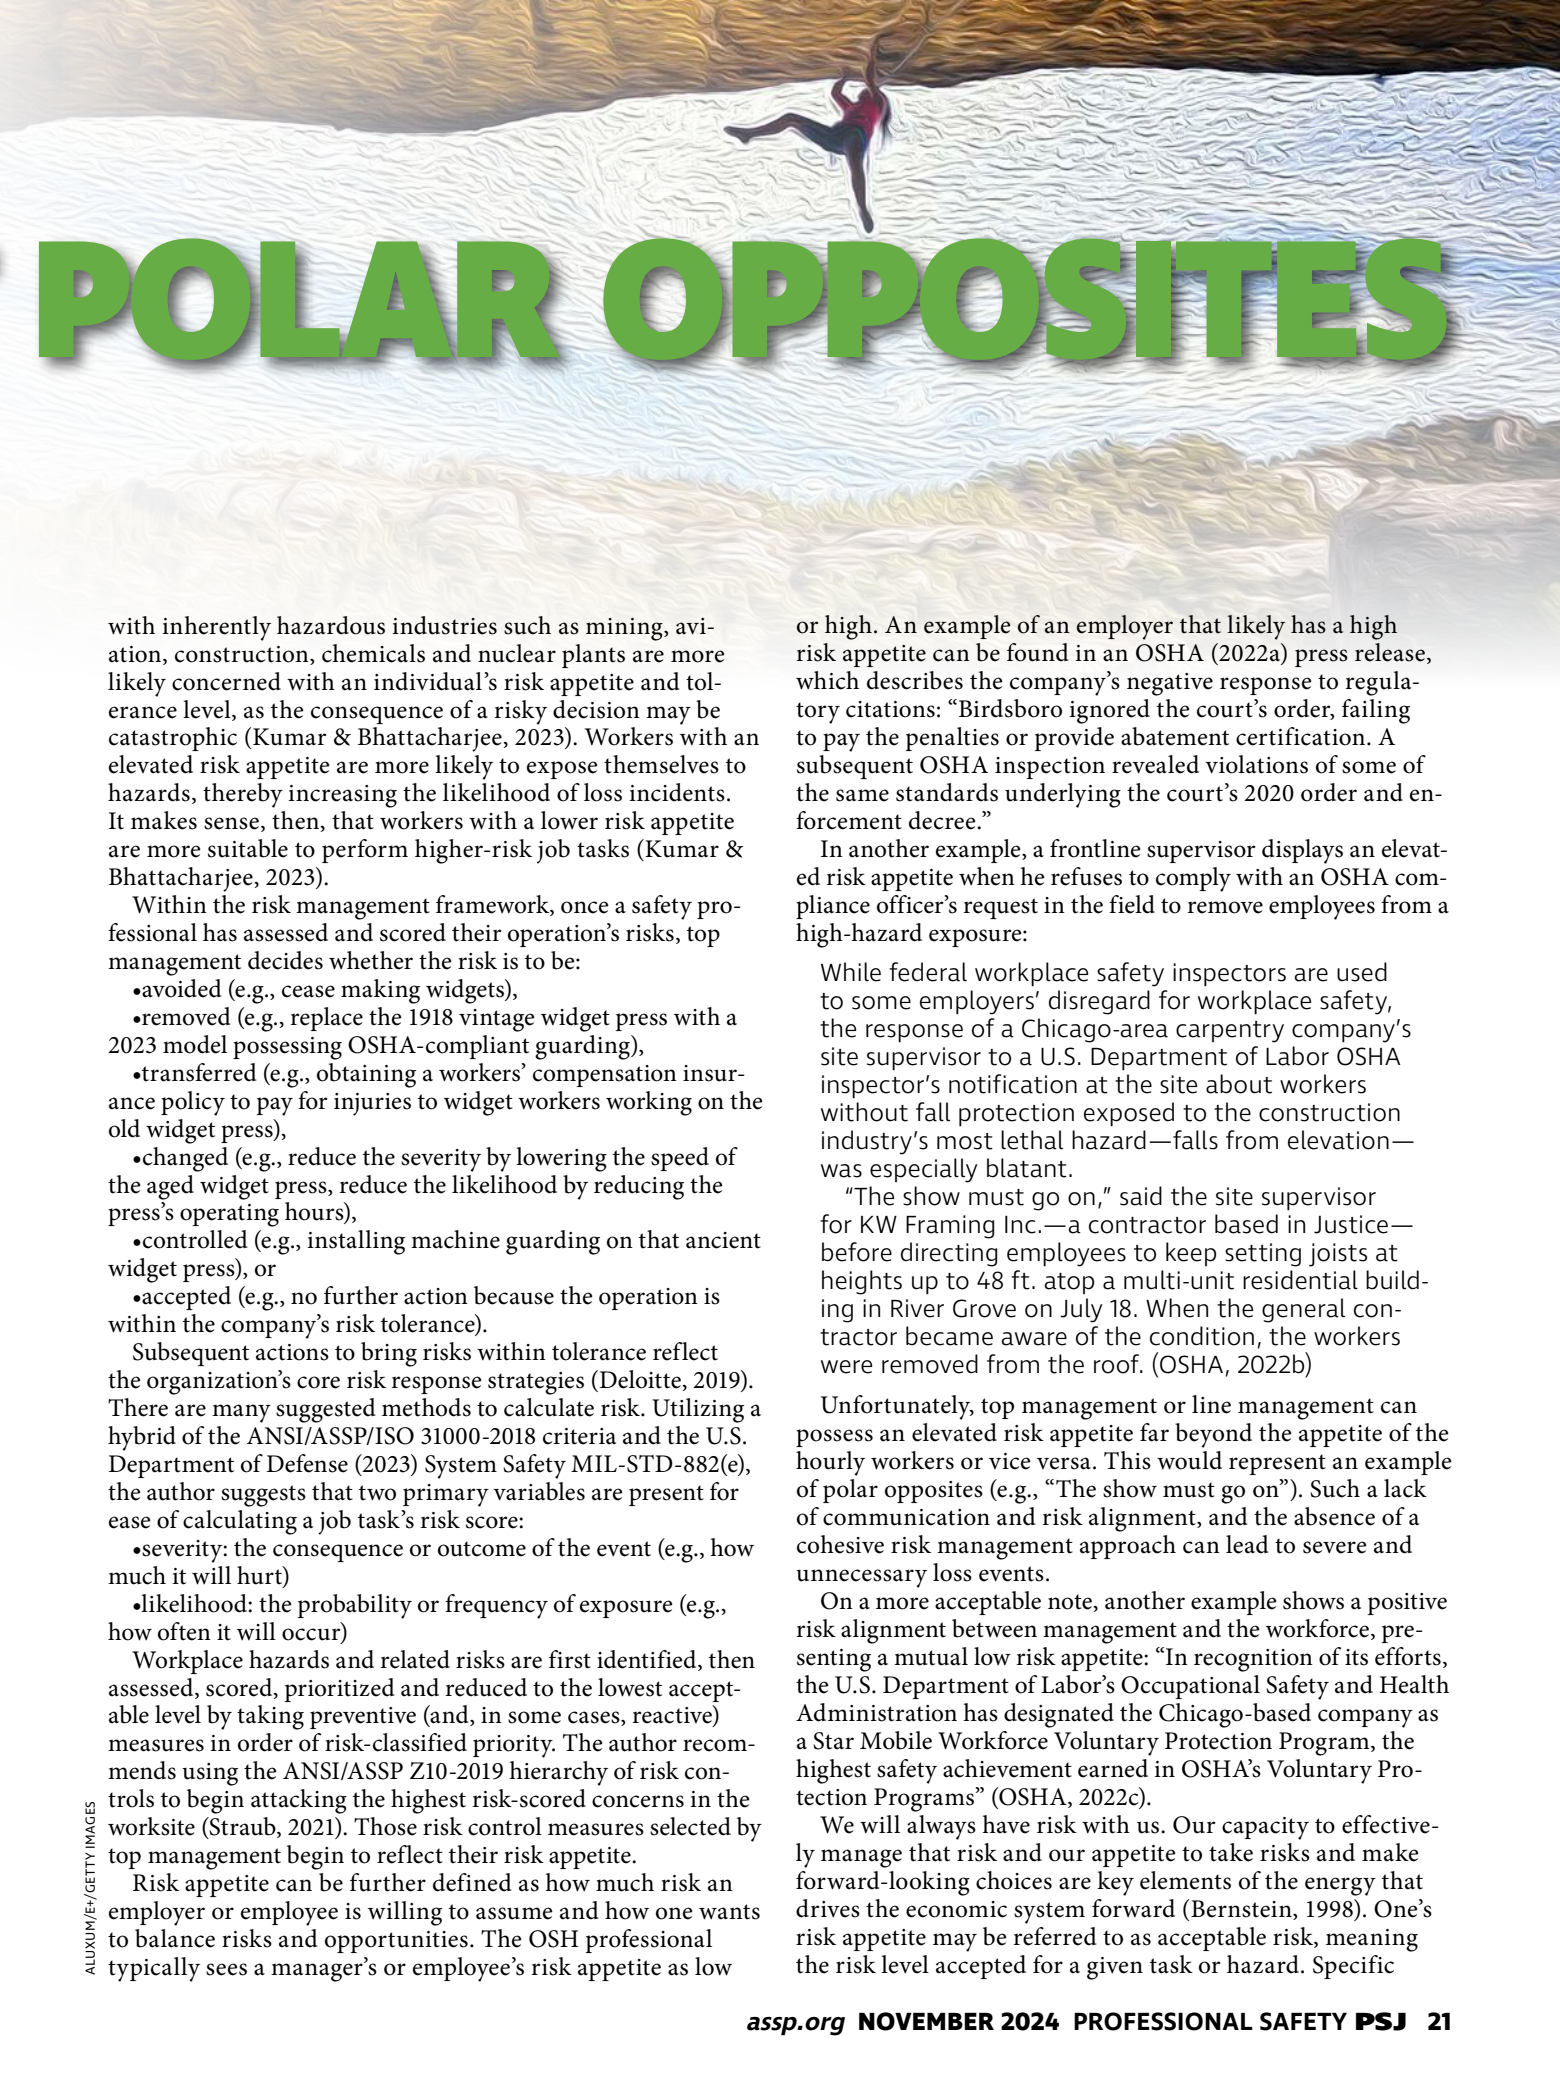 POLAR OPPOSITES
with inherently hazardous industries such as mining, avi-
ation, construction, chemicals and nuclear plants are more
likely concerned with an individual’s risk appetite and tol-
erance level, as the consequence of a risky decision may be
catastrophic (Kumar & Bhattacharjee, 2023). Workers with an
elevated risk appetite are more likely to expose themselves to
hazards, thereby increasing the likelihood of loss incidents.
It makes sense, then, that workers with a lower risk appetite
are more suitable to perform higher-risk job tasks (Kumar &
Bhattacharjee, 2023).
Within the risk management framework, once a safety pro-
fessional has assessed and scored their operation’s risks, top
management decides whether the risk is to be:
•avoided (e.g., cease making widgets),
•removed (e.g., replace the 1918 vintage widget press with a
2023 model possessing OSHA-compliant guarding),
•transferred (e.g., obtaining a workers’ compensation insur-
ance policy to pay for injuries to widget workers working on the
old widget press),
•changed (e.g., reduce the severity by lowering the speed of
the aged widget press, reduce the likelihood by reducing the
press’s operating hours),
•controlled (e.g., installing machine guarding on that ancient
widget press), or
•accepted (e.g., no further action because the operation is
within the company’s risk tolerance).
Subsequent actions to bring risks within tolerance reflect
the organization’s core risk response strategies (Deloitte, 2019).
There are many suggested methods to calculate risk. Utilizing a
hybrid of the ANSI/ASSP/ISO 31000-2018 criteria and the U.S.
Department of Defense (2023) System Safety MIL-STD-882(e),
the author suggests that two primary variables are present for
ease of calculating a job task’s risk score:
•severity: the consequence or outcome of the event (e.g., how
much it will hurt)
•likelihood: the probability or frequency of exposure (e.g.,
how often it will occur)
Workplace hazards and related risks are first identified, then
assessed, scored, prioritized and reduced to the lowest accept-
able level by taking preventive (and, in some cases, reactive)
measures in order of risk-classified priority. The author recom-
mends using the ANSI/ASSP Z10-2019 hierarchy of risk con-
trols to begin attacking the highest risk-scored concerns in the
worksite (Straub, 2021). Those risk control measures selected by
top management begin to reflect their risk appetite.
Risk appetite can be further defined as how much risk an
employer or employee is willing to assume and how one wants
to balance risks and opportunities. The OSH professional
typically sees a manager’s or employee’s risk appetite as low
ALUXUM/E+/GETTY IMAGES
or high. An example of an employer that likely has a high
risk appetite can be found in an OSHA (2022a) press release,
which describes the company’s negative response to regula-
tory citations: “Birdsboro ignored the court’s order, failing
to pay the penalties or provide abatement certification. A
subsequent OSHA inspection revealed violations of some of
the same standards underlying the court’s 2020 order and en-
forcement decree.”
In another example, a frontline supervisor displays an elevat-
ed risk appetite when he refuses to comply with an OSHA com-
pliance officer’s request in the field to remove employees from a
high-hazard exposure:
While federal workplace safety inspectors are used
to some employers’ disregard for workplace safety,
the response of a Chicago-area carpentry company’s
site supervisor to a U.S. Department of Labor OSHA
inspector’s notification at the site about workers
without fall protection exposed to the construction
industry’s most lethal hazard—falls from elevation—
was especially blatant.
“The show must go on,” said the site supervisor
for KW Framing Inc.—a contractor based in Justice—
before directing employees to keep setting joists at
heights up to 48 ft. atop a multi-unit residential build-
ing in River Grove on July 18. When the general con-
tractor became aware of the condition, the workers
were removed from the roof. (OSHA, 2022b)
Unfortunately, top management or line management can
possess an elevated risk appetite far beyond the appetite of the
hourly workers or vice versa. This would represent an example
of polar opposites (e.g., “The show must go on”). Such a lack
of communication and risk alignment, and the absence of a
cohesive risk management approach can lead to severe and
unnecessary loss events.
On a more acceptable note, another example shows a positive
risk alignment between management and the workforce, pre-
senting a mutual low risk appetite: “In recognition of its efforts,
the U.S. Department of Labor’s Occupational Safety and Health
Administration has designated the Chicago-based company as
a Star Mobile Workforce Voluntary Protection Program, the
highest safety achievement earned in OSHA’s Voluntary Pro-
tection Programs” (OSHA, 2022c).
We will always have risk with us. Our capacity to effective-
ly manage that risk and our appetite to take risks and make
forward-looking choices are key elements of the energy that
drives the economic system forward (Bernstein, 1998). One’s
risk appetite may be referred to as acceptable risk, meaning
the risk level accepted for a given task or hazard. Specific
assp.org NOVEMBER 2024 PROFESSIONAL SAFETY PSJ 21